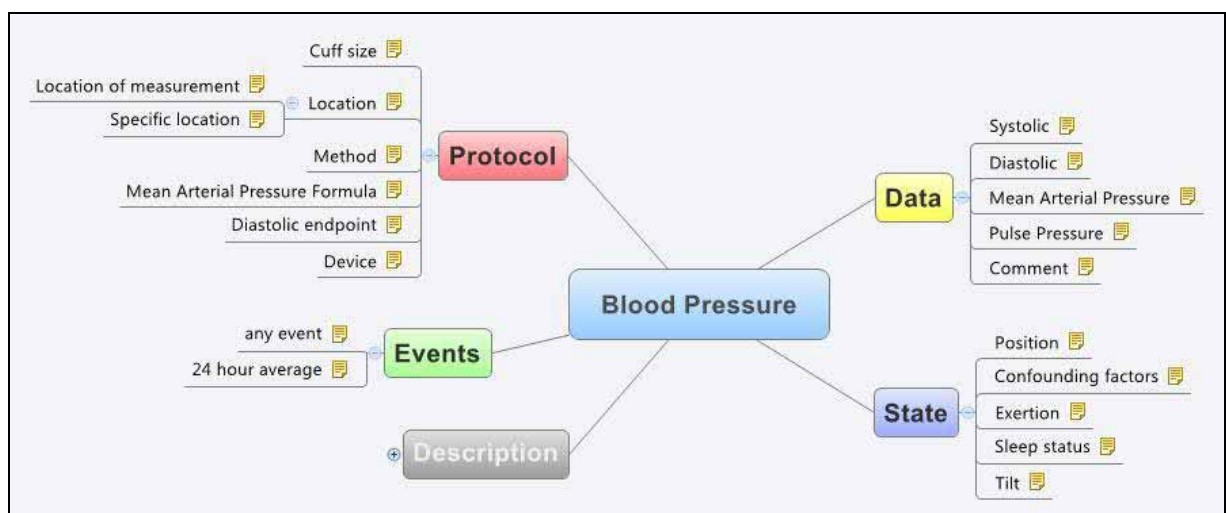 Blood Pressure
Protocol
Cuff size
Location
Location of measurement
Specific location
Method
Mean Arterial Pressure Formula
Diastolic endpoint
Device
Events
any event
24 hour average
Description
Data
Systolic
Diastolic
Mean Arterial Pressure
Pulse Pressure
Comment
State
Position
Confounding factors
Exertion
Sleep status
Tilt